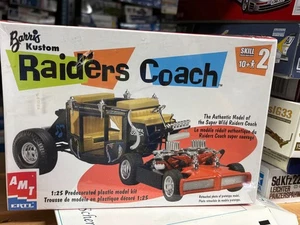 Barris
Kustom
Raiders Coach
SKILL
10+ 2
The Authentic Model of
the Super Wild Raiders Coach
Le modèle réduit authentique du
Raiders Coach super sauvage
AMT
ERTL
1:25 Predecorated plastic model kit
Trousse de modèle en plastique décoré 1:25